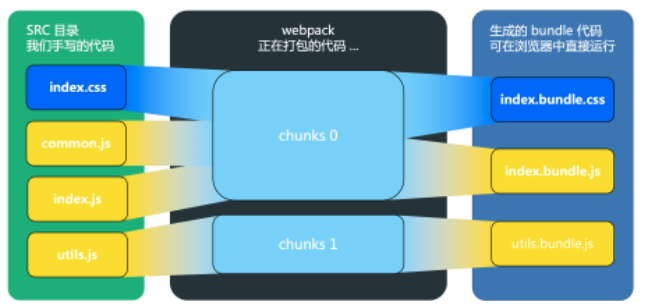 SRC 目录
我们手写的代码
index.css
common.js
index.js
utils.js
webpack
正在打包的代码 ...
chunks 0
chunks 1
生成的 bundle 代码
可在浏览器中直接运行
index.bundle.css
index.bundle.js
utils.bundle.js